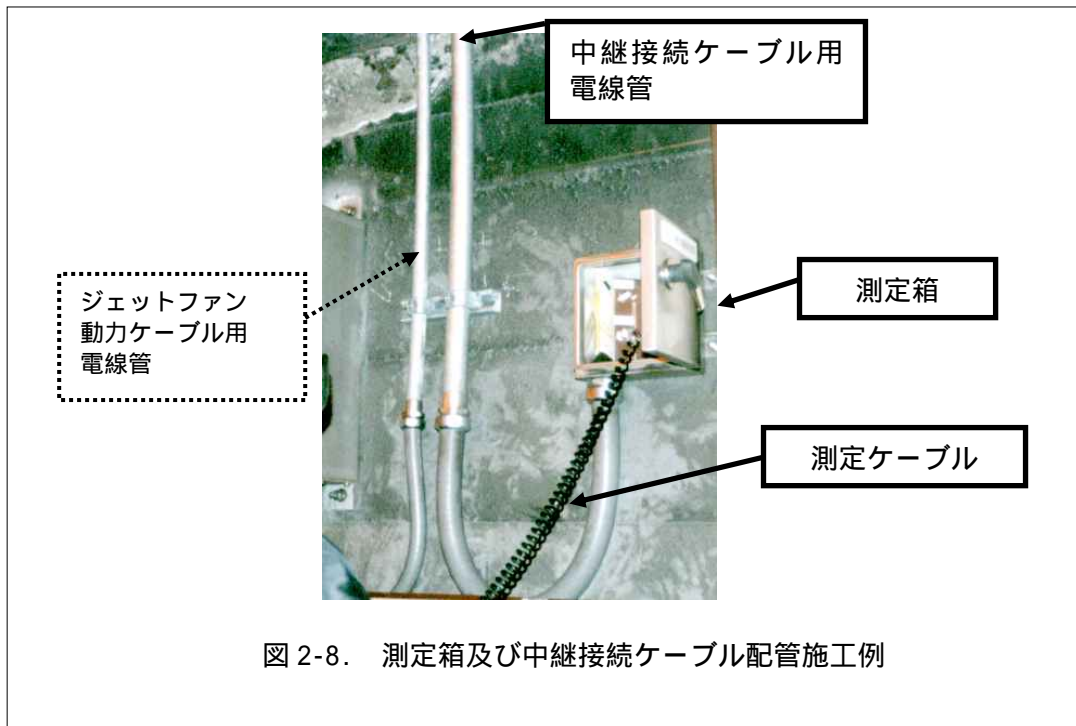 中継接続ケーブル用
電線管
ジェットファン
動力ケーブル用
電線管
測定箱
測定ケーブル
図 2-8. 測定箱及び中継接続ケーブル配管施工例